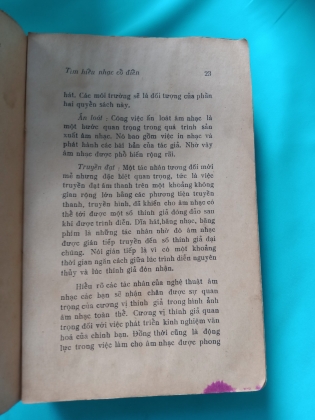 Tìm hiểu nhạc cổ điển 23
hát. Các môi trường sẽ là đối tượng của phần
hai quyển sách này.
Ấn loát : Công việc ấn loát âm nhạc là
một bước quan trọng trong quá trình sản
xuất âm nhạc. Nó bao gồm việc in nhạc và
phát hành các bài bản của tác giả. Nhờ vậy
âm nhạc được phổ biến rộng rãi.
Truyền đạt : Một tác nhân tương đối mới
mẻ nhưng đặc biệt quan trọng, tức là việc
truyền đạt âm thanh trên một khoảng không
gian rộng lớn bằng các phương tiện truyền
thanh, truyền hình, đã khiến cho âm nhạc có
thể tới được một số thính giả đông đảo sau
khi được trình diễn. Dĩa hát, băng nhạc, băng
phim là những tác nhân nhờ đó âm nhạc
được gián tiếp truyền đến số thính giả đại
chúng. Nói gián tiếp là vì có một khoảng
thời gian ngăn cách giữa lúc trình diễn nguyên
thủy và lúc thính giả đón nhận.
Hiểu rõ các tác nhân của nghệ thuật âm
nhạc các bạn sẽ nhận chân được sự quan
trọng của cương vị thính giả trong hình ảnh
âm nhạc toàn thể. Cương vị thính giả quan
trọng đối với việc phát triển kinh nghiệm văn
hoá của chính bạn. Đồng thời cũng là động
lực trong việc làm cho âm nhạc được phong